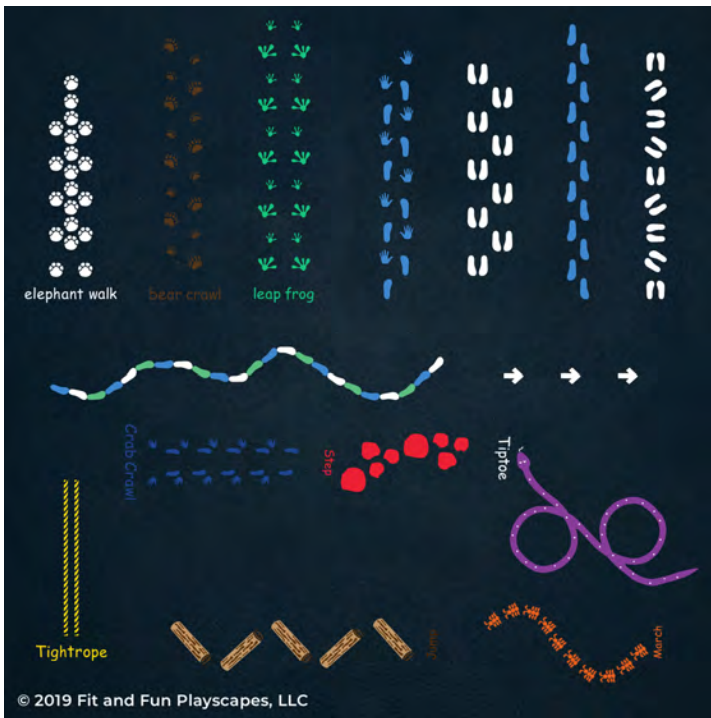 elephant walk
bear crawl
leap frog
Crab Crawl
Step
Tiptoe
Tightrope
Jump
March
© 2019 Fit and Fun Playscapes, LLC